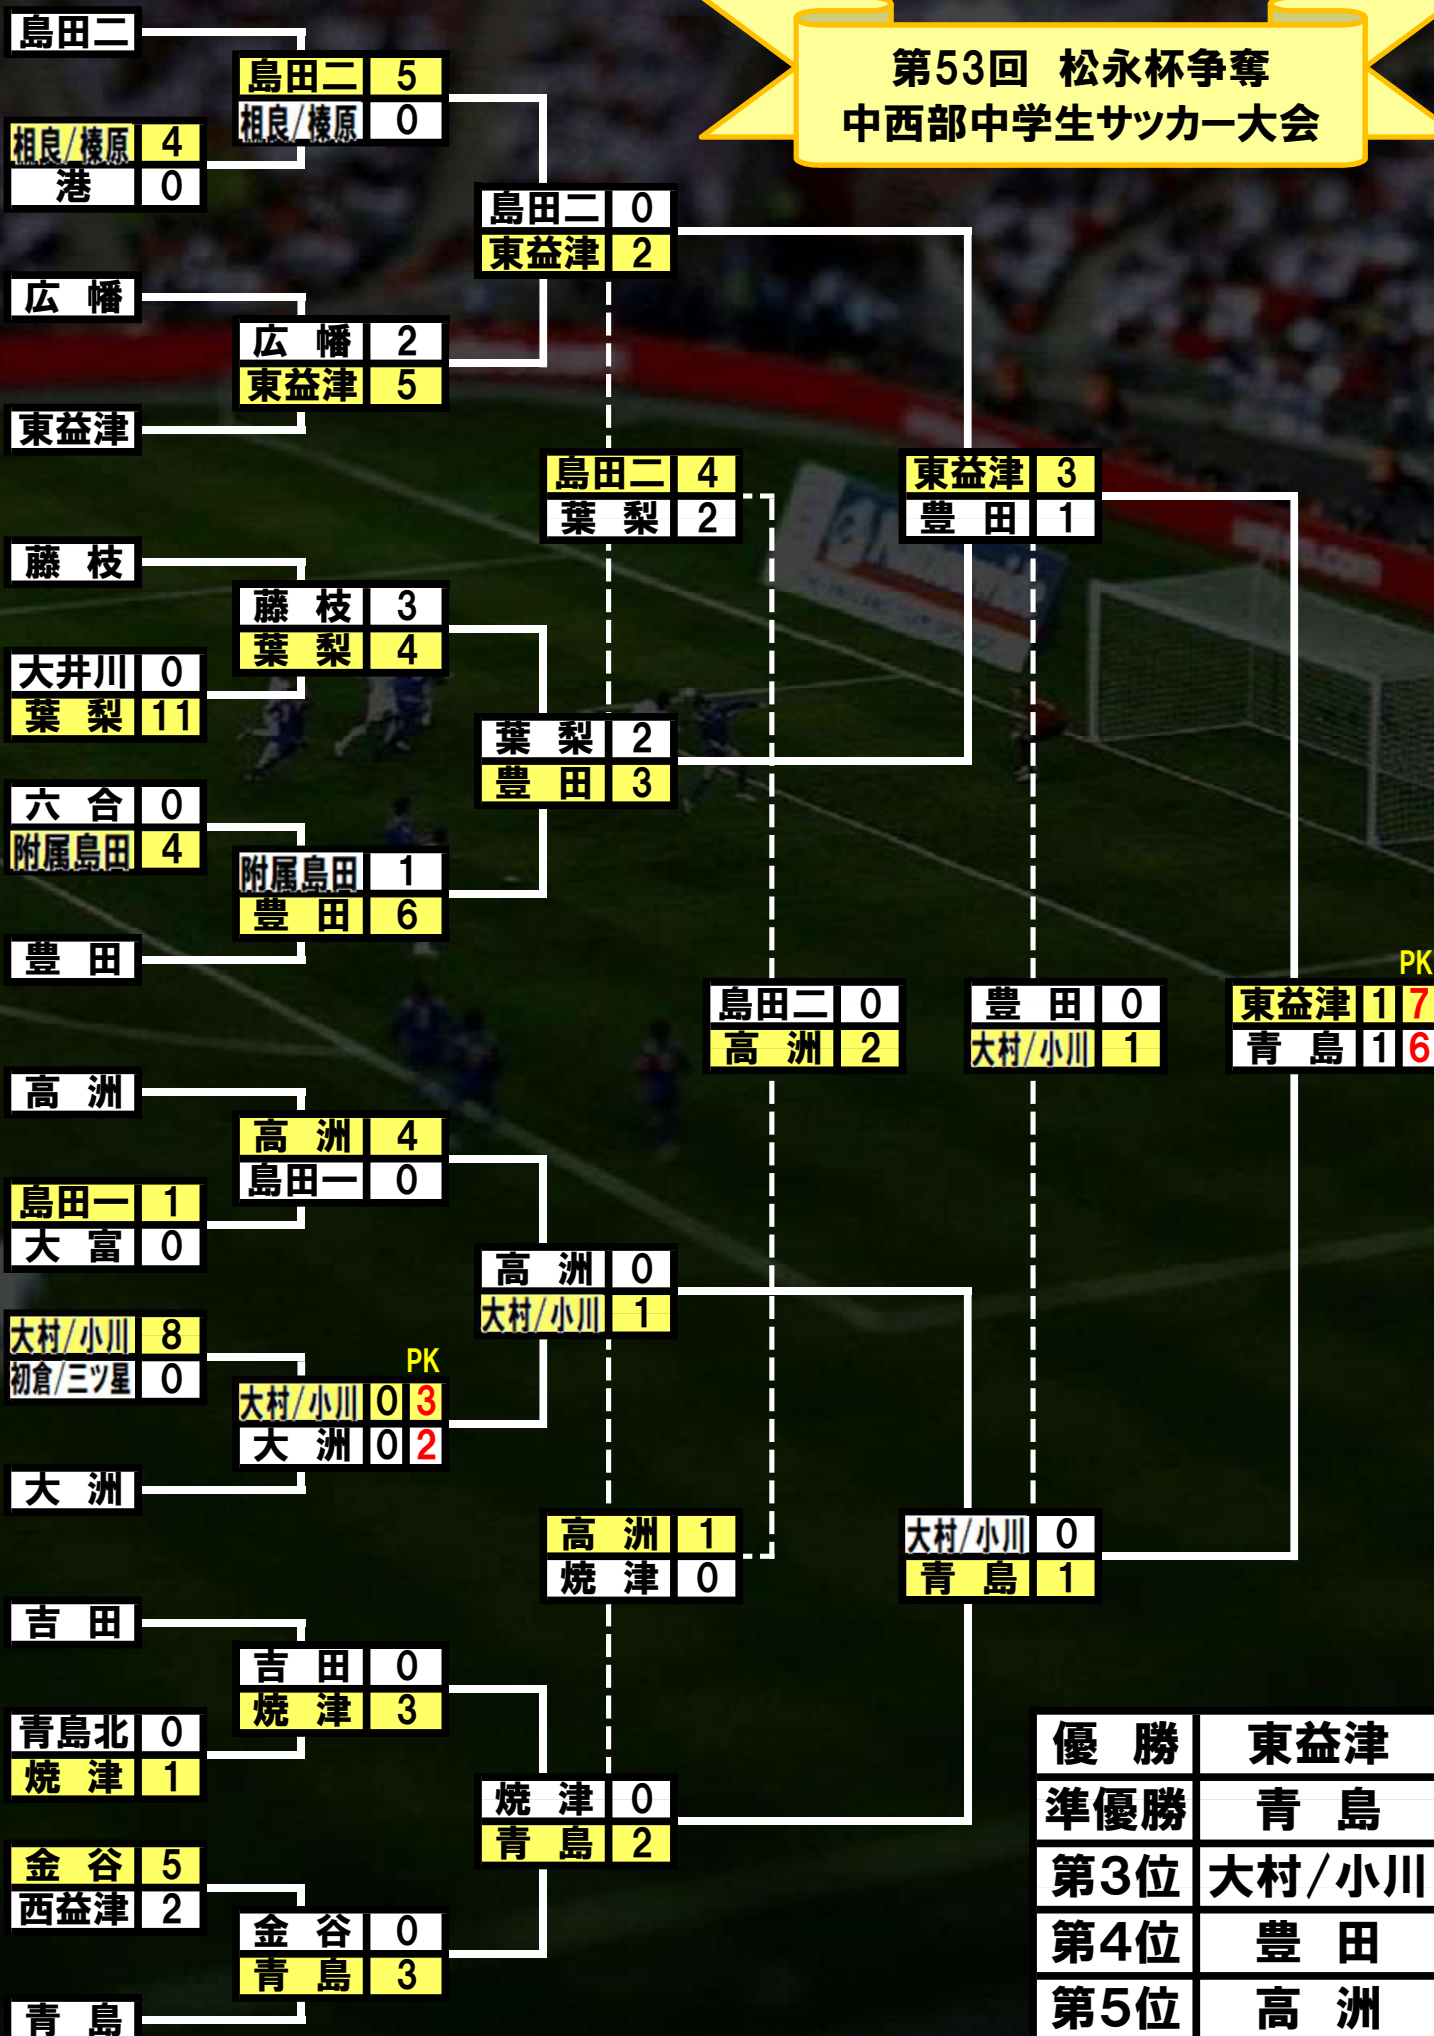 第53回 松永杯争奪
中西部中学生サッカー大会
島田二
相良/榛原 4
港 0
広 幡
東益津
藤 枝
大井川 0
葉 梨 11
六 合 0
附属島田 4
豊 田
高 洲
島田一 1
大 富 0
大村/小川 8
初倉/三ツ星 0
大 洲
吉 田
青島北 0
焼 津 1
金 谷 5
西益津 2
青 島
島田二 5
相良/榛原 0
広 幡 2
東益津 5
藤 枝 3
葉 梨 4
附属島田 1
豊 田 6
高 洲 4
島田一 0
PK
大村/小川 0 3
大 洲 0 2
吉 田 0
焼 津 3
金 谷 0
青 島 3
島田二 0
東益津 2
葉 梨 2
豊 田 3
高 洲 0
大村/小川 1
焼 津 0
青 島 2
島田二 4
葉 梨 2
高 洲 1
焼 津 0
島田二 0
高 洲 2
東益津 3
豊 田 1
大村/小川 0
青 島 1
豊 田 0
大村/小川 1
PK
東益津 1 7
青 島 1 6
優 勝 東益津
準優勝 青 島
第3位 大村/小川
第4位 豊 田
第5位 高 洲